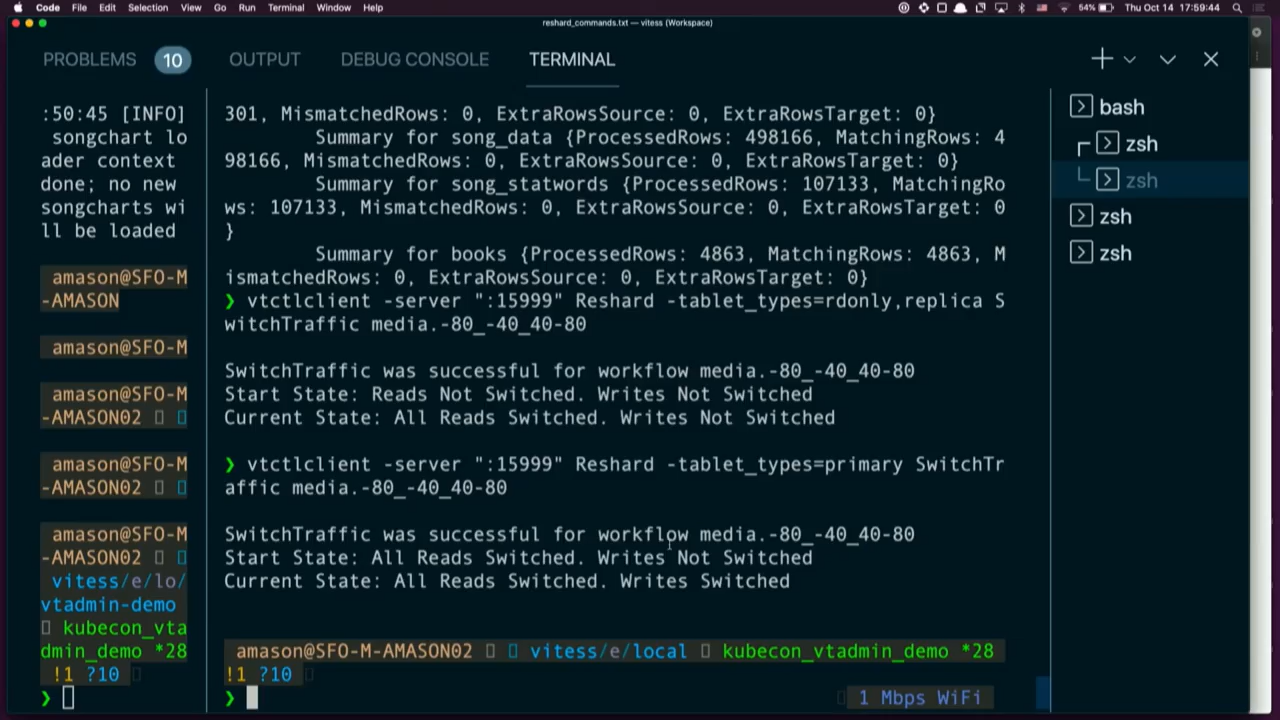 Code File Edit Selection View Go Run Terminal Window Help 54% Thu Oct 14 17:59:44
reshard_commands.txt — vitess (Workspace)
PROBLEMS 10 OUTPUT DEBUG CONSOLE TERMINAL
:50:45 [INFO]
songchart lo
ader context
done; no new
songcharts wi
ll be loaded
amason@SFO-M
-AMASON
amason@SFO-M
amason@SFO-M
-AMASON02
amason@SFO-M
-AMASON02
amason@SFO-M
-AMASON02
vitess/e/lo/
vtadmin-demo
kubecon_vta
dmin_demo *28
!1 ?10
❯
301, MismatchedRows: 0, ExtraRowsSource: 0, ExtraRowsTarget: 0}
Summary for song_data {ProcessedRows: 498166, MatchingRows: 4
98166, MismatchedRows: 0, ExtraRowsSource: 0, ExtraRowsTarget: 0}
Summary for song_statwords {ProcessedRows: 107133, MatchingRo
ws: 107133, MismatchedRows: 0, ExtraRowsSource: 0, ExtraRowsTarget: 0
}
Summary for books {ProcessedRows: 4863, MatchingRows: 4863, M
ismatchedRows: 0, ExtraRowsSource: 0, ExtraRowsTarget: 0}
❯ vtctlclient -server ":15999" Reshard -tablet_types=rdonly,replica S
witchTraffic media.-80_-40_40-80
SwitchTraffic was successful for workflow media.-80_-40_40-80
Start State: Reads Not Switched. Writes Not Switched
Current State: All Reads Switched. Writes Not Switched
❯ vtctlclient -server ":15999" Reshard -tablet_types=primary SwitchTr
affic media.-80_-40_40-80
SwitchTraffic was successful for workflow media.-80_-40_40-80
Start State: All Reads Switched. Writes Not Switched
Current State: All Reads Switched. Writes Switched
amason@SFO-M-AMASON02 vitess/e/local kubecon_vtadmin_demo *28
!1 ?10
❯ 1 Mbps WiFi
bash
zsh
zsh
zsh
zsh